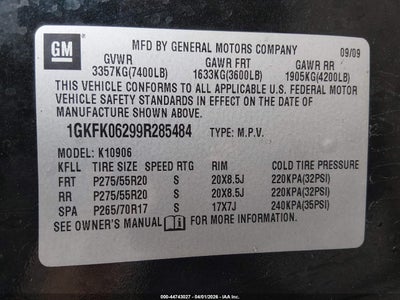 GM
MFD BY GENERAL MOTORS COMPANY 09/09
GVWR GAWR FRT GAWR RR
3357KG(7400LB) 1633KG(3600LB) 1905KG(4200LB)
THIS VEHICLE CONFORMS TO ALL APPLICABLE U.S. FEDERAL MOTOR
VEHICLE SAFETY STANDARDS IN EFFECT ON THE DATE OF
MANUFACTURE SHOWN ABOVE.
1GKFK06299R285484 TYPE: M.P.V.
MODEL: K10906
KFLL TIRE SIZE SPEED RTG RIM COLD TIRE PRESSURE
FRT P275/55R20 S 20X8.5J 220KPA(32PSI)
RR P275/55R20 S 20X8.5J 220KPA(32PSI)
SPA P265/70R17 S 17X7J 240KPA(35PSI)
SEE OWNER'S MANUAL FOR MORE INFORMATION.
ID: 44743027 - 04/01/2026 - IAA Inc.